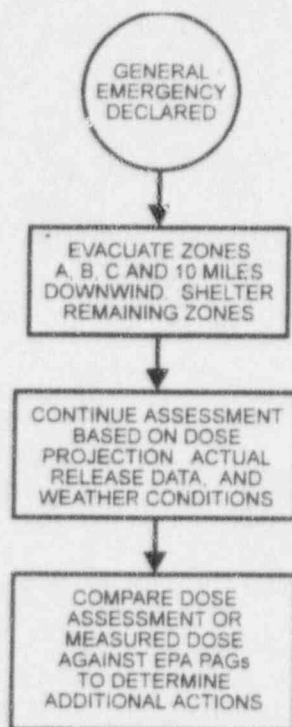 GENERAL
EMERGENCY
DECLARED
EVACUATE ZONES
A, B, C AND 10 MILES
DOWNWIND. SHELTER
REMAINING ZONES
CONTINUE ASSESSMENT
BASED ON DOSE
PROJECTION. ACTUAL
RELEASE DATA. AND
WEATHER CONDITIONS
COMPARE DOSE
ASSESSMENT OR
MEASURED DOSE
AGAINST EPA PAGs
TO DETERMINE
ADDITIONAL ACTIONS